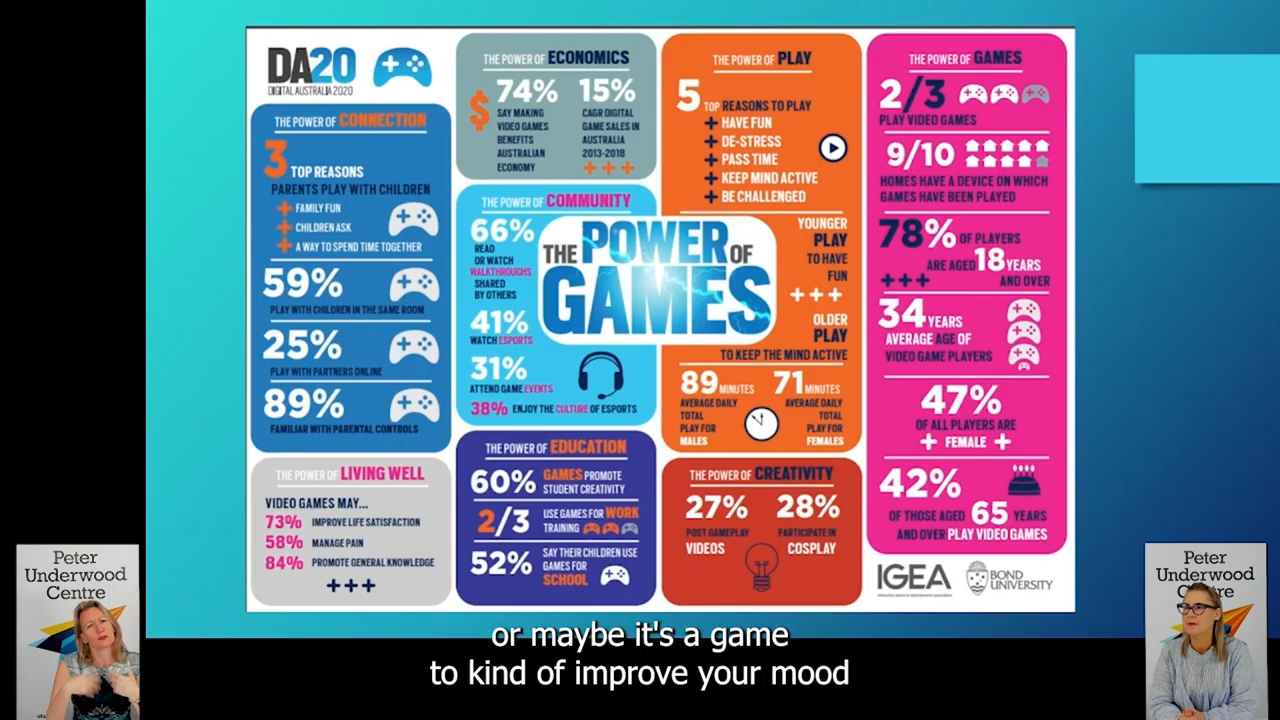 DA20
DIGITAL AUSTRALIA 2020
THE POWER OF CONNECTION
3 TOP REASONS
PARENTS PLAY WITH CHILDREN
+ FAMILY FUN
+ CHILDREN ASK
+ A WAY TO SPEND TIME TOGETHER
59%
PLAY WITH CHILDREN IN THE SAME ROOM
25%
PLAY WITH PARTNERS ONLINE
89%
FAMILIAR WITH PARENTAL CONTROLS
THE POWER OF LIVING WELL
VIDEO GAMES MAY...
73% IMPROVE LIFE SATISFACTION
58% MANAGE PAIN
84% PROMOTE GENERAL KNOWLEDGE
+++
THE POWER OF ECONOMICS
$
74%
SAY MAKING
VIDEO GAMES
BENEFITS
AUSTRALIAN
ECONOMY
15%
CAGR DIGITAL
GAME SALES IN
AUSTRALIA
2013-2018
+++
THE POWER OF COMMUNITY
66%
READ
OR WATCH
WALKTHROUGHS
SHARED
BY OTHERS
41%
WATCH ESPORTS
31%
ATTEND GAME EVENTS
38% ENJOY THE CULTURE OF ESPORTS
THE POWER OF
GAMES
THE POWER OF EDUCATION
60% GAMES PROMOTE
STUDENT CREATIVITY
2/3 USE GAMES FOR WORK
TRAINING
52% SAY THEIR CHILDREN USE
GAMES FOR
SCHOOL
THE POWER OF PLAY
5 TOP REASONS TO PLAY
+ HAVE FUN
+ DE-STRESS
+ PASS TIME
+ KEEP MIND ACTIVE
+ BE CHALLENGED
YOUNGER
PLAY
TO HAVE
FUN
+++
OLDER
PLAY
TO KEEP THE MIND ACTIVE
89 MINUTES
AVERAGE DAILY
TOTAL
PLAY FOR
MALES
71 MINUTES
AVERAGE DAILY
TOTAL
PLAY FOR
FEMALES
THE POWER OF CREATIVITY
27%
POST GAMEPLAY
VIDEOS
28%
PARTICIPATE IN
COSPLAY
THE POWER OF GAMES
2/3
PLAY VIDEO GAMES
9/10
HOMES HAVE A DEVICE ON WHICH
GAMES HAVE BEEN PLAYED
78% OF PLAYERS
ARE AGED 18 YEARS
+++ AND OVER
34 YEARS
AVERAGE AGE OF
VIDEO GAME PLAYERS
47%
OF ALL PLAYERS ARE
+ FEMALE +
42%
OF THOSE AGED 65 YEARS
AND OVER PLAY VIDEO GAMES
IGEA
BOND
UNIVERSITY
Peter
Underwood
Centre
Peter
Underwood
Centre
or maybe it's a game
to kind of improve your mood